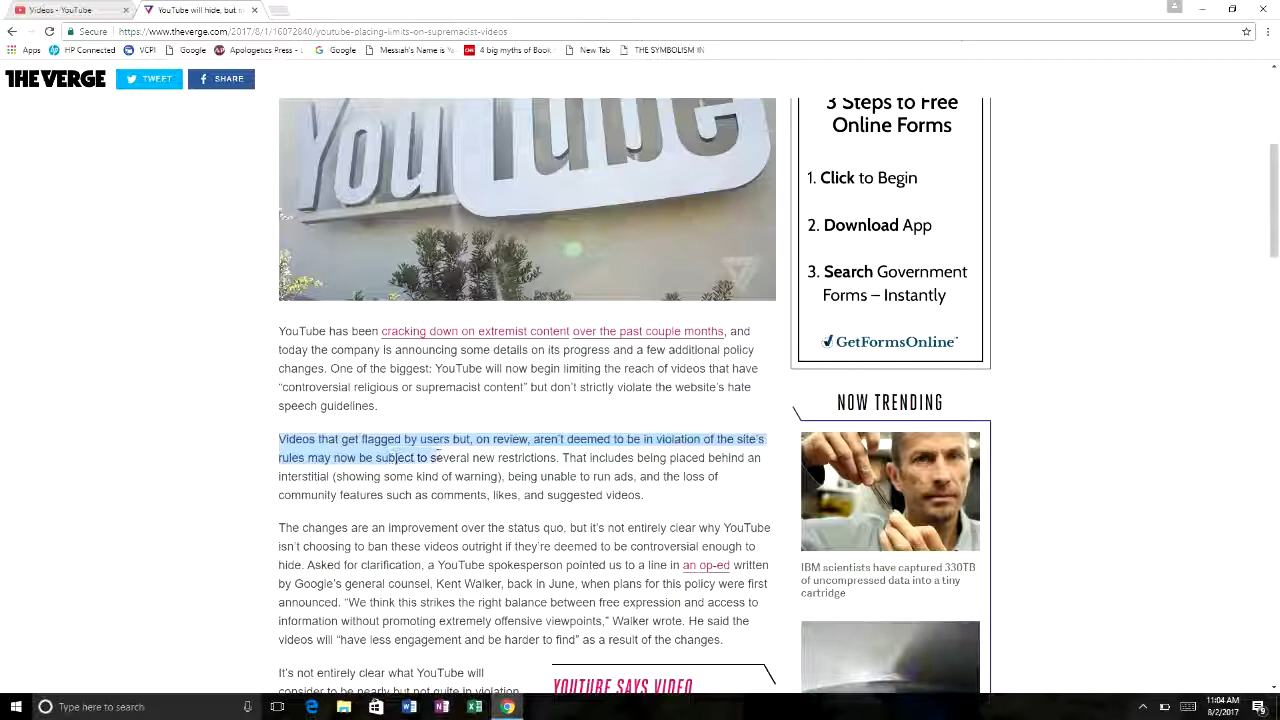 Videos - YouTube
YouTube will hide, but n
Secure
https://www.theverge.com/2017/8/1/16072840/youtube-placing-limits-on-supremacist-videos
Apps
HP Connected
VCPI
Google
Apologetics Press - L
Google
Messiah's Name - Ya
4 big myths of Book
New Tab
THE SYMBOLISM IN
THE VERGE
TWEET
SHARE
YouTube
3 Steps to Free
Online Forms
1. Click to Begin
2. Download App
3. Search Government
Forms – Instantly
GetFormsOnline
YouTube has been cracking down on extremist content over the past couple months, and
today the company is announcing some details on its progress and a few additional policy
changes. One of the biggest: YouTube will now begin limiting the reach of videos that have
“controversial religious or supremacist content” but don’t strictly violate the website’s hate
speech guidelines.
Videos that get flagged by users but, on review, aren’t deemed to be in violation of the site’s
rules may now be subject to several new restrictions. That includes being placed behind an
interstitial (showing some kind of warning), being unable to run ads, and the loss of
community features such as comments, likes, and suggested videos.
The changes are an improvement over the status quo, but it’s not entirely clear why YouTube
isn’t choosing to ban these videos outright if they’re deemed to be controversial enough to
hide. Asked for clarification, a YouTube spokesperson pointed us to a line in an op-ed written
by Google’s general counsel, Kent Walker, back in June, when plans for this policy were first
announced. “We think this strikes the right balance between free expression and access to
information without promoting extremely offensive viewpoints,” Walker wrote. He said the
videos will “have less engagement and be harder to find” as a result of the changes.
It’s not entirely clear what YouTube will
consider to be nearly but not quite in violation
YOUTUBE SAYS VIDEO
NOW TRENDING
IBM scientists have captured 330TB
of uncompressed data into a tiny
cartridge
Type here to search
11:04 AM
8/2/2017